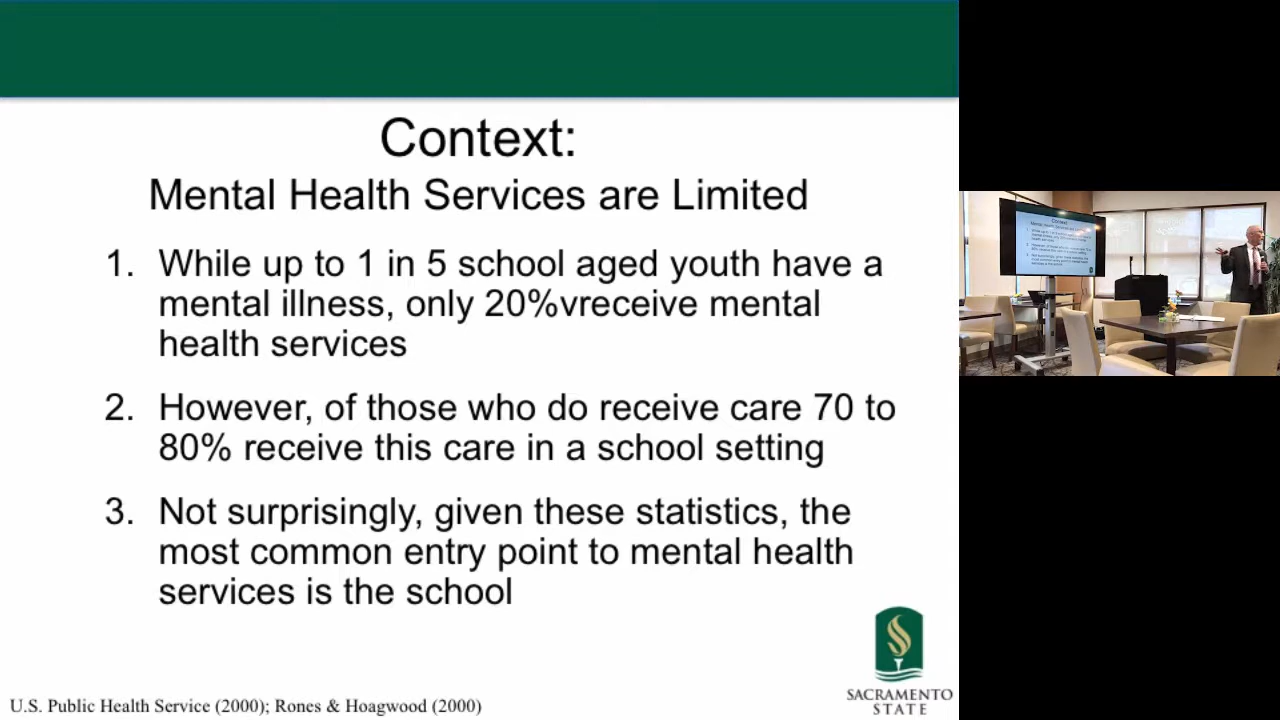 Context:
Mental Health Services are Limited
1. While up to 1 in 5 school aged youth have a
mental illness, only 20%vreceive mental
health services
2. However, of those who do receive care 70 to
80% receive this care in a school setting
3. Not surprisingly, given these statistics, the
most common entry point to mental health
services is the school
SACRAMENTO
STATE
U.S. Public Health Service (2000); Rones & Hoagwood (2000)